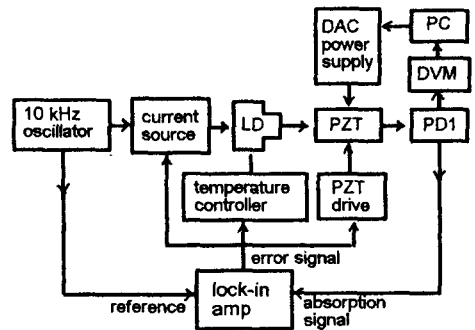 DAC
power
supply
PC
DVM
10 kHz
oscillator
current
source
LD
PZT
PD1
temperature
controller
PZT
drive
error signal
lock-in
amp
reference
absorption
signal